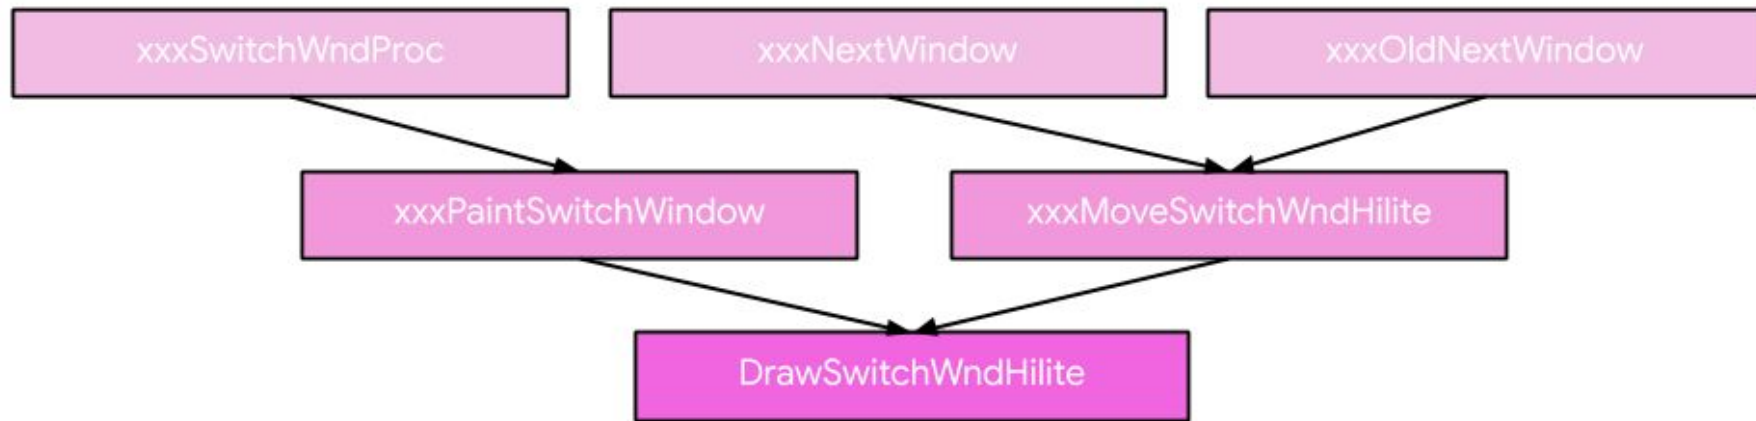 xxxSwitchWndProc
xxxNextWindow
xxxOldNextWindow
xxxPaintSwitchWindow
xxxMoveSwitchWndHilite
DrawSwitchWndHilite